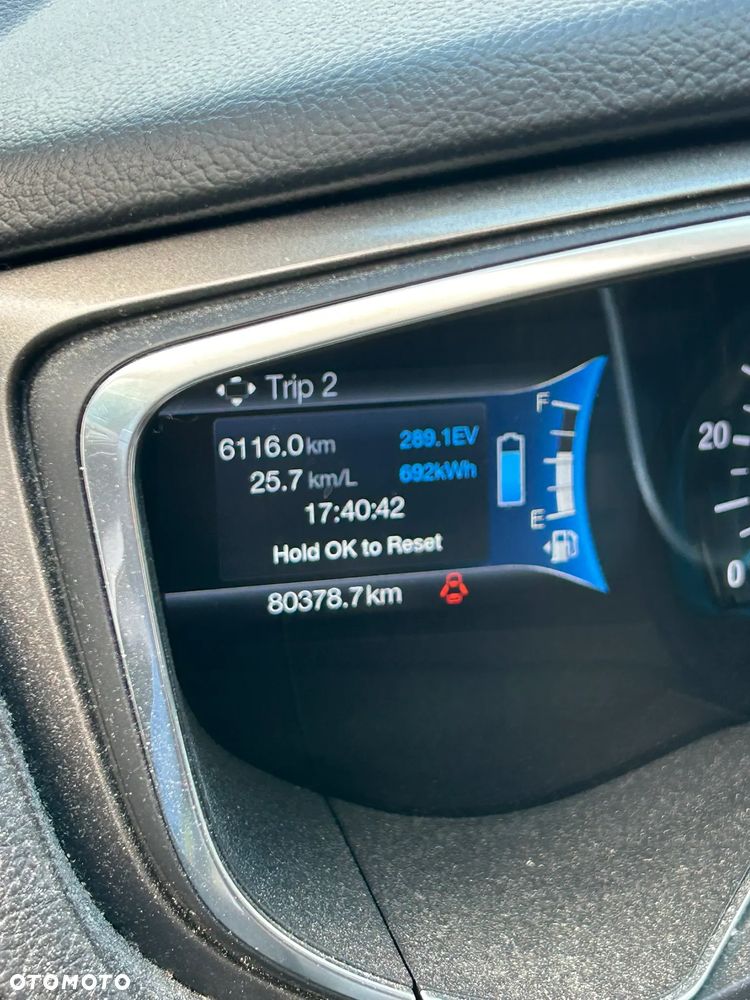 Trip 2
F
6116.0km 289.1EV
25.7 km/L 692kWh
17:40:42
E
Hold OK to Reset
80378.7km
20
0
OTOMOTO